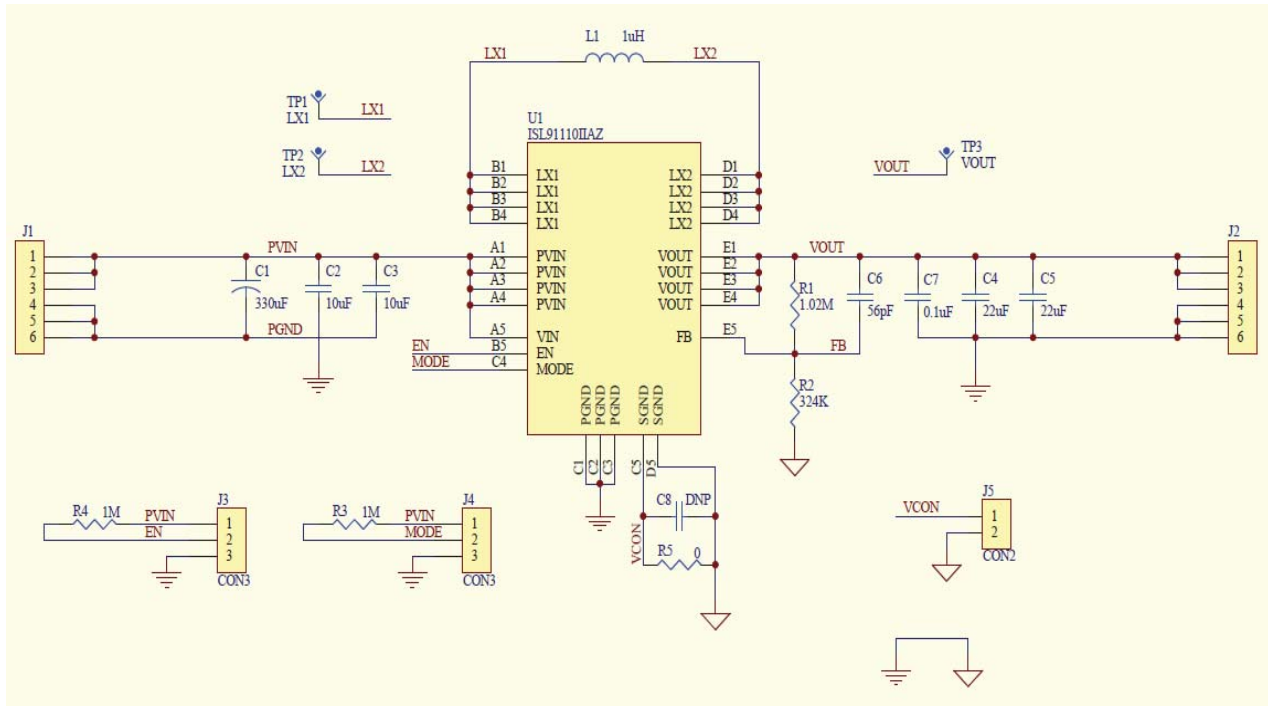 L1 1uH
LX1 LX2
TP1
LX1 LX1
U1
ISL91110IIAZ
TP2
LX2 LX2
TP3
VOUT VOUT
B1 LX1 LX2 D1
B2 LX1 LX2 D2
B3 LX1 LX2 D3
B4 LX1 LX2 D4
J1
J2
1 PVIN A1 PVIN VOUT E1 VOUT 1
2 A2 PVIN VOUT E2 2
3 A3 PVIN VOUT E3 3
4 A4 PVIN VOUT E4 4
5 5
6 PGND A5 VIN FB E5 6
C1
330uF
C2
10uF
C3
10uF
R1
1.02M
C6
56pF
C7
0.1uF
C4
22uF
C5
22uF
EN B5 EN
FB
MODE C4 MODE
R2
324K
PGND PGND PGND SGND SGND
C1 C2 C3 C5 D5
C8 DNP
VCON
R5 0
J3
R4 1M PVIN 1
EN 2
3
CON3
J4
R3 1M PVIN 1
MODE 2
3
CON3
J5
VCON 1
2
CON2